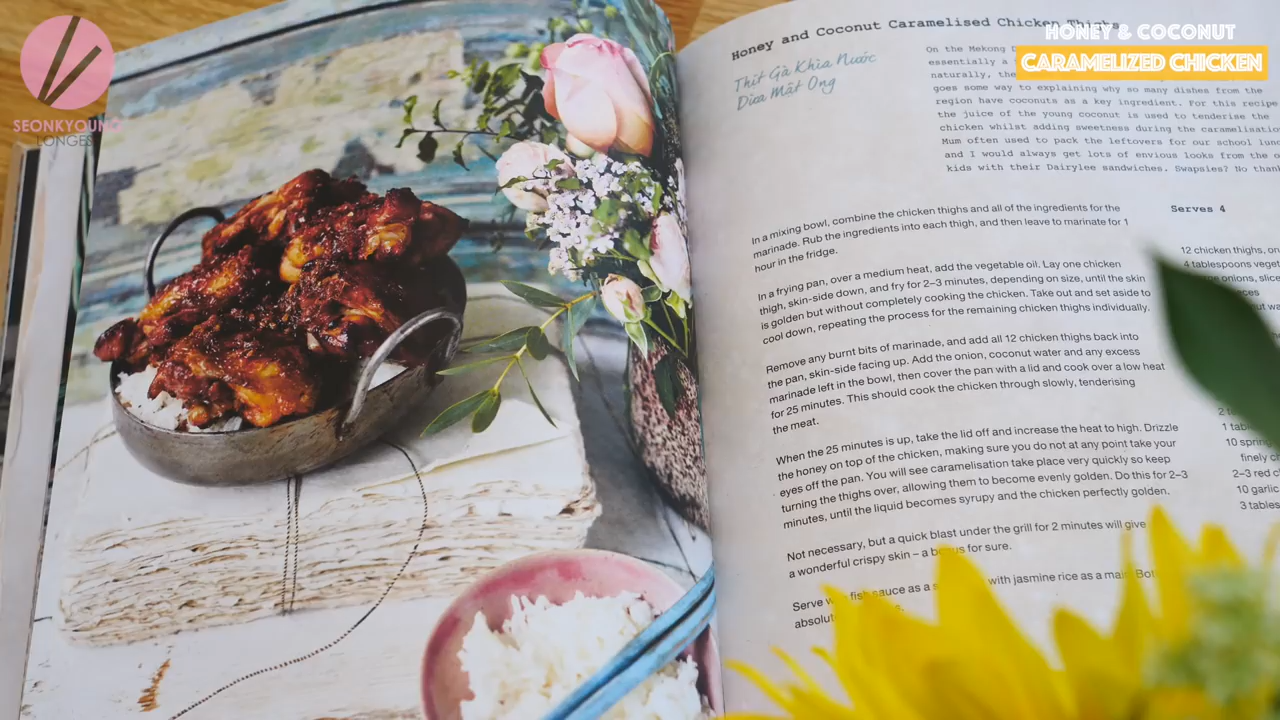 SEONKYOUNG
LONGEST
HONEY & COCONUT
CARAMELIZED CHICKEN
Honey and Coconut Caramelised Chicken Thighs
Thịt Gà Khìa Nước
Dừa Mật Ong
On the Mekong
essentially a
naturally, the
goes some way to explaining why so many dishes from the
region have coconuts as a key ingredient. For this recipe
the juice of the young coconut is used to tenderise the
chicken whilst adding sweetness during the caramelisatio
Mum often used to pack the leftovers for our school lun
and I would always get lots of envious looks from the o
kids with their Dairylee sandwiches. Swapsies? No than
In a mixing bowl, combine the chicken thighs and all of the ingredients for the
marinade. Rub the ingredients into each thigh, and then leave to marinate for 1
hour in the fridge.
In a frying pan, over a medium heat, add the vegetable oil. Lay one chicken
thigh, skin-side down, and fry for 2–3 minutes, depending on size, until the skin
is golden but without completely cooking the chicken. Take out and set aside to
cool down, repeating the process for the remaining chicken thighs individually.
Remove any burnt bits of marinade, and add all 12 chicken thighs back into
the pan, skin-side facing up. Add the onion, coconut water and any excess
marinade left in the bowl, then cover the pan with a lid and cook over a low heat
for 25 minutes. This should cook the chicken through slowly, tenderising
the meat.
When the 25 minutes is up, take the lid off and increase the heat to high. Drizzle
the honey on top of the chicken, making sure you do not at any point take your
eyes off the pan. You will see caramelisation take place very quickly so keep
turning the thighs over, allowing them to become evenly golden. Do this for 2–3
minutes, until the liquid becomes syrupy and the chicken perfectly golden.
Not necessary, but a quick blast under the grill for 2 minutes will give
a wonderful crispy skin – a bonus for sure.
Serve with fish sauce as a with jasmine rice as a main.
Serves 4
12 chicken thighs, on
4 tablespoons veget
onions, slice
10 spring
finely ch
2–3 red c
10 garlic
3 tables